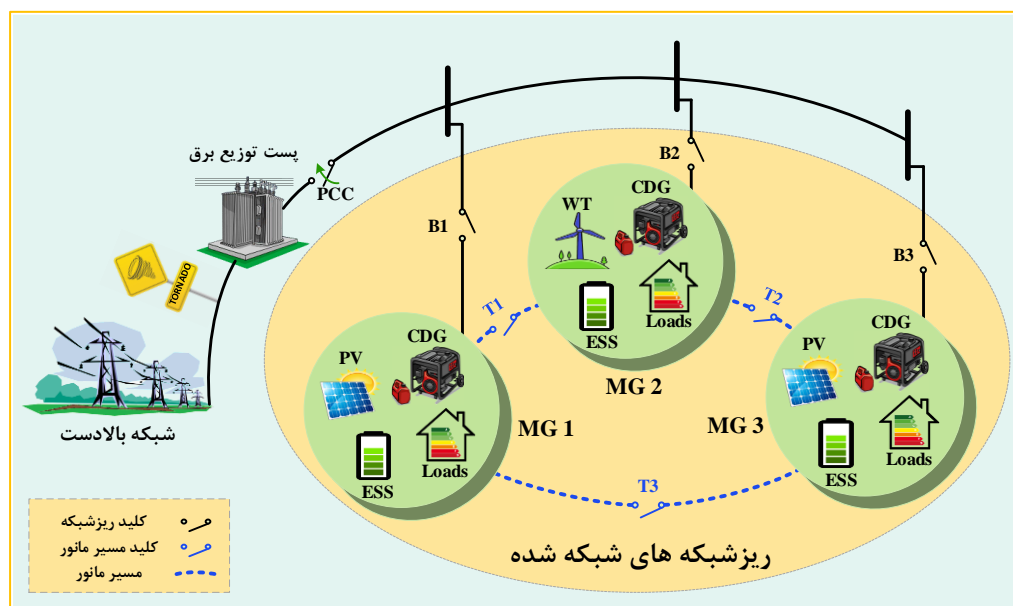 پست توزیع برق
PCC
TORNADO
شبکه بالادست
B1
B2
B3
WT
CDG
ESS
Loads
MG 2
T1
T2
PV
CDG
ESS
Loads
MG 1
PV
CDG
ESS
Loads
MG 3
T3
ریزشبکه های شبکه شده
کلید ریزشبکه
کلید مسیر مانور
مسیر مانور